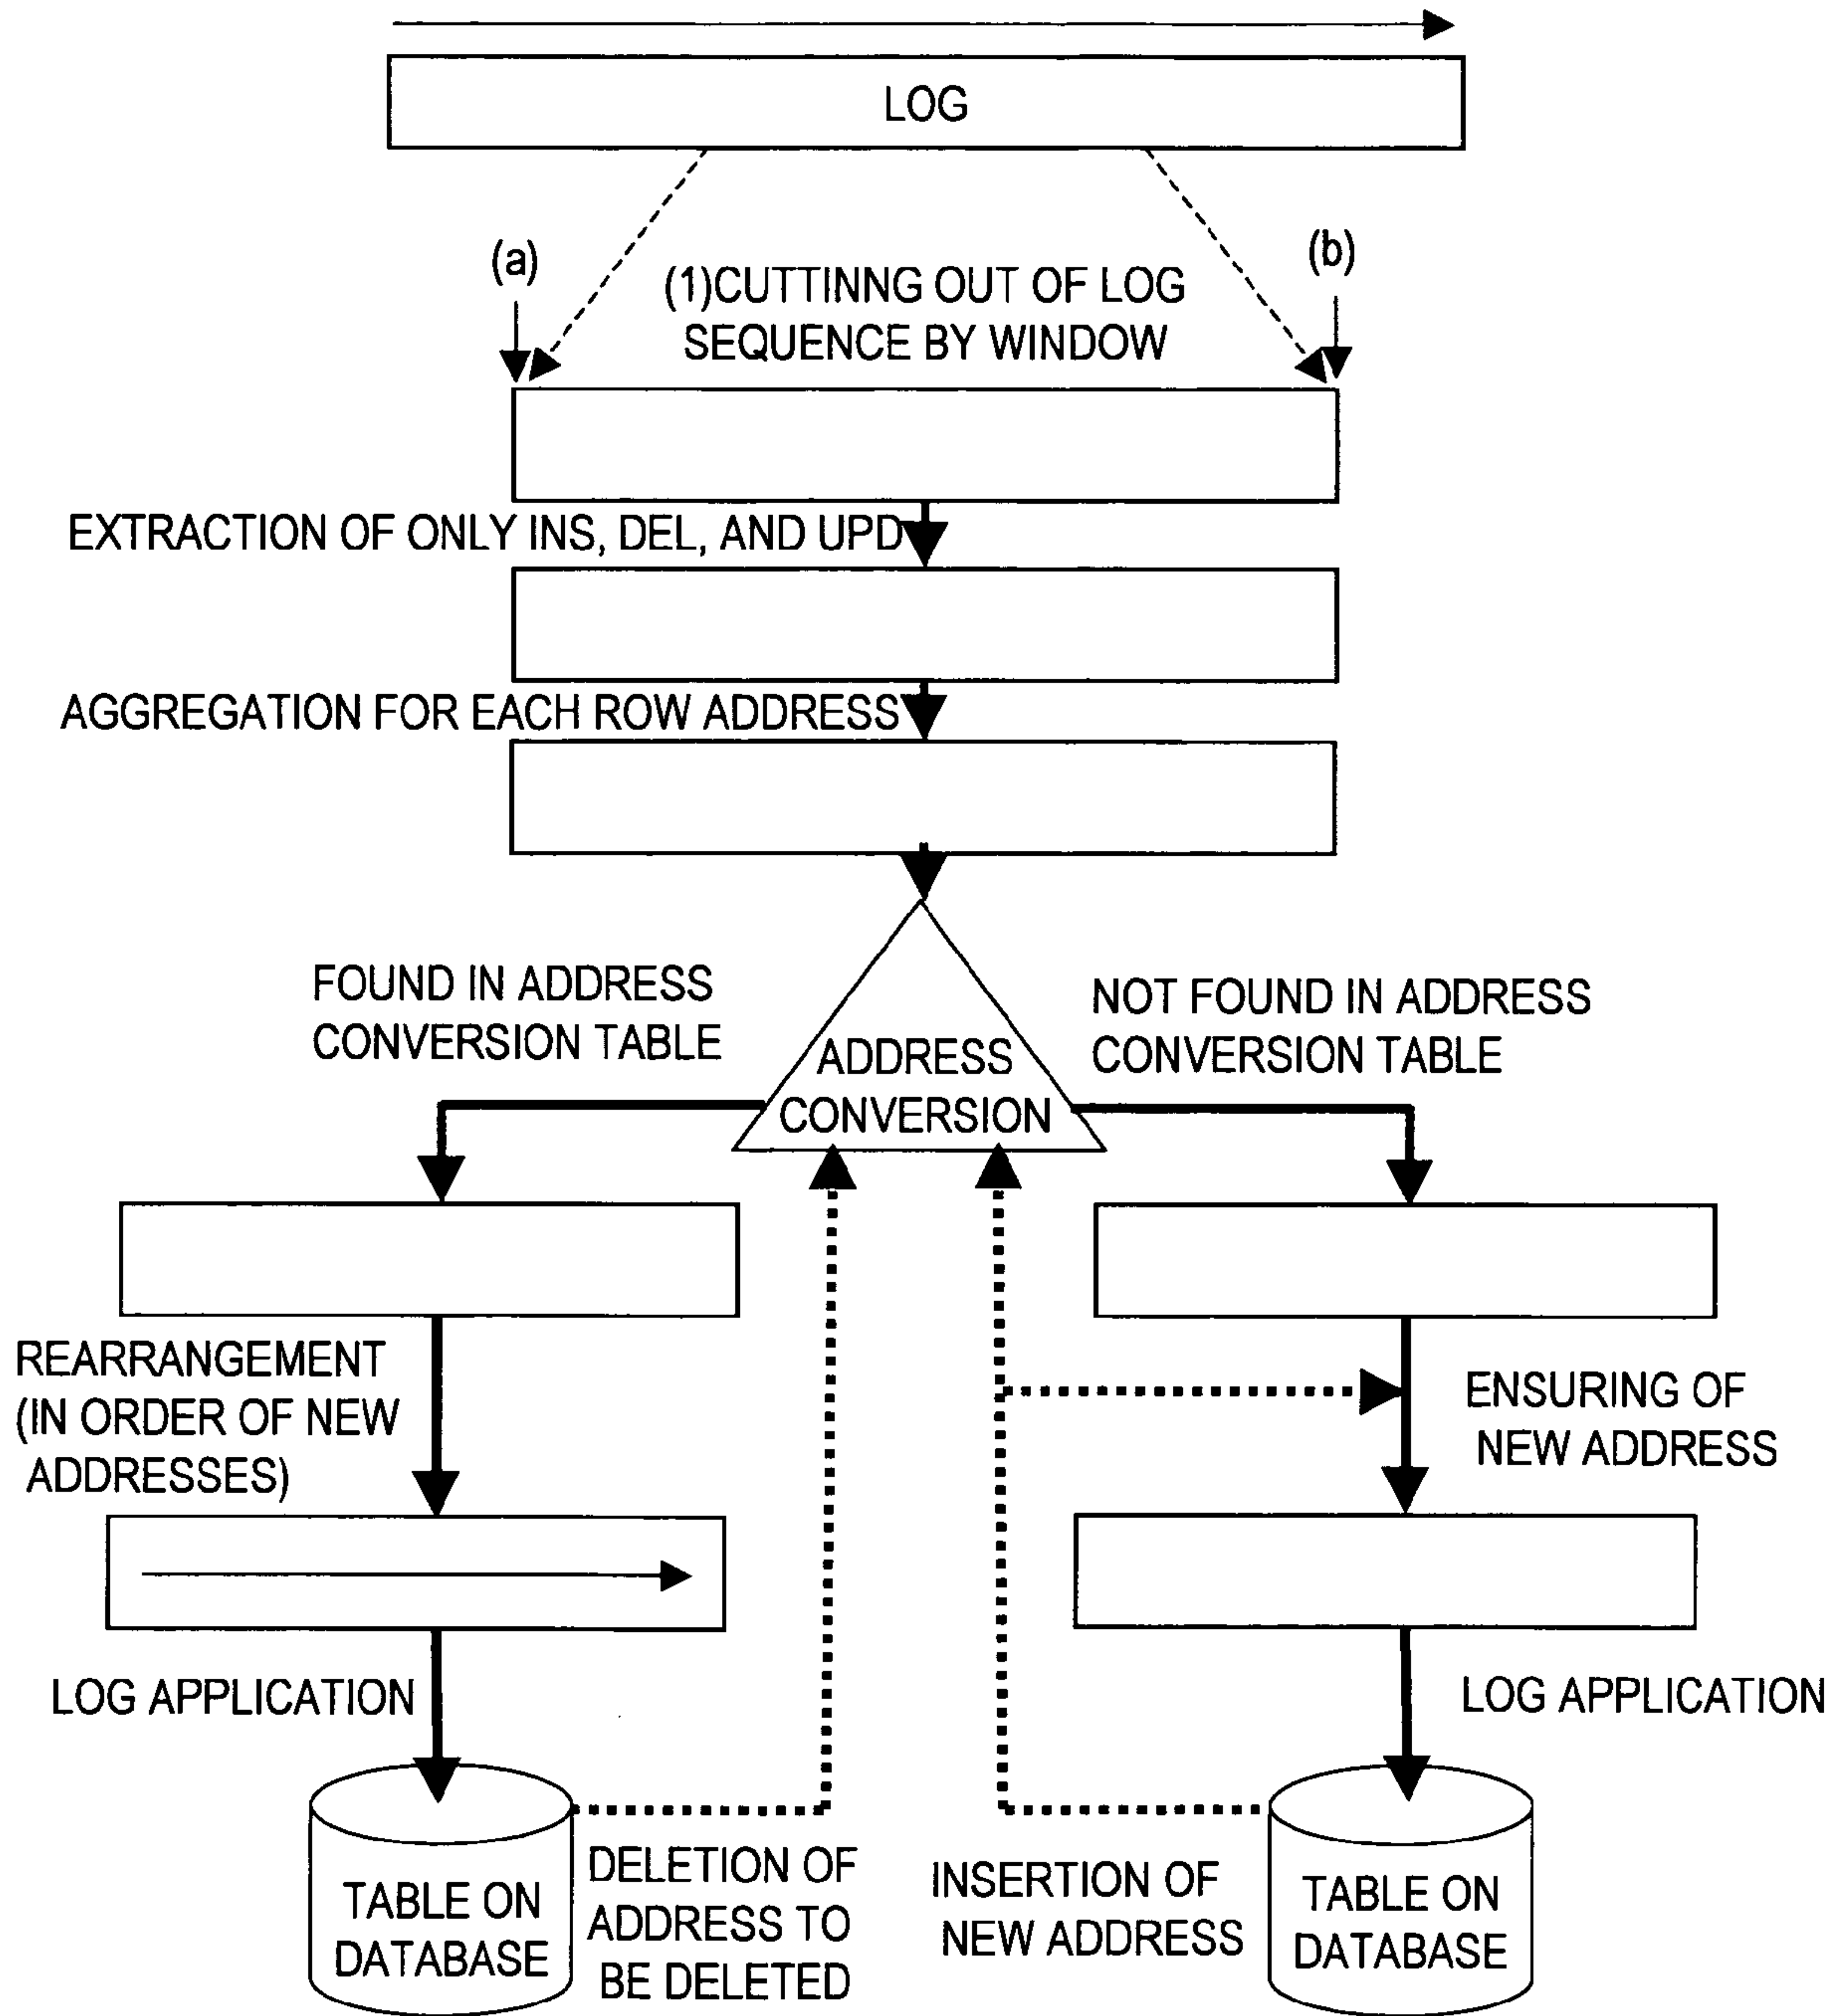 LOG
(a)
(b)
(1)CUTTINNG OUT OF LOG
SEQUENCE BY WINDOW
EXTRACTION OF ONLY INS, DEL, AND UPD
AGGREGATION FOR EACH ROW ADDRESS
FOUND IN ADDRESS
CONVERSION TABLE
NOT FOUND IN ADDRESS
CONVERSION TABLE
ADDRESS
CONVERSION
REARRANGEMENT
(IN ORDER OF NEW
ADDRESSES)
ENSURING OF
NEW ADDRESS
LOG APPLICATION
LOG APPLICATION
TABLE ON
DATABASE
DELETION OF
ADDRESS TO
BE DELETED
INSERTION OF
NEW ADDRESS
TABLE ON
DATABASE